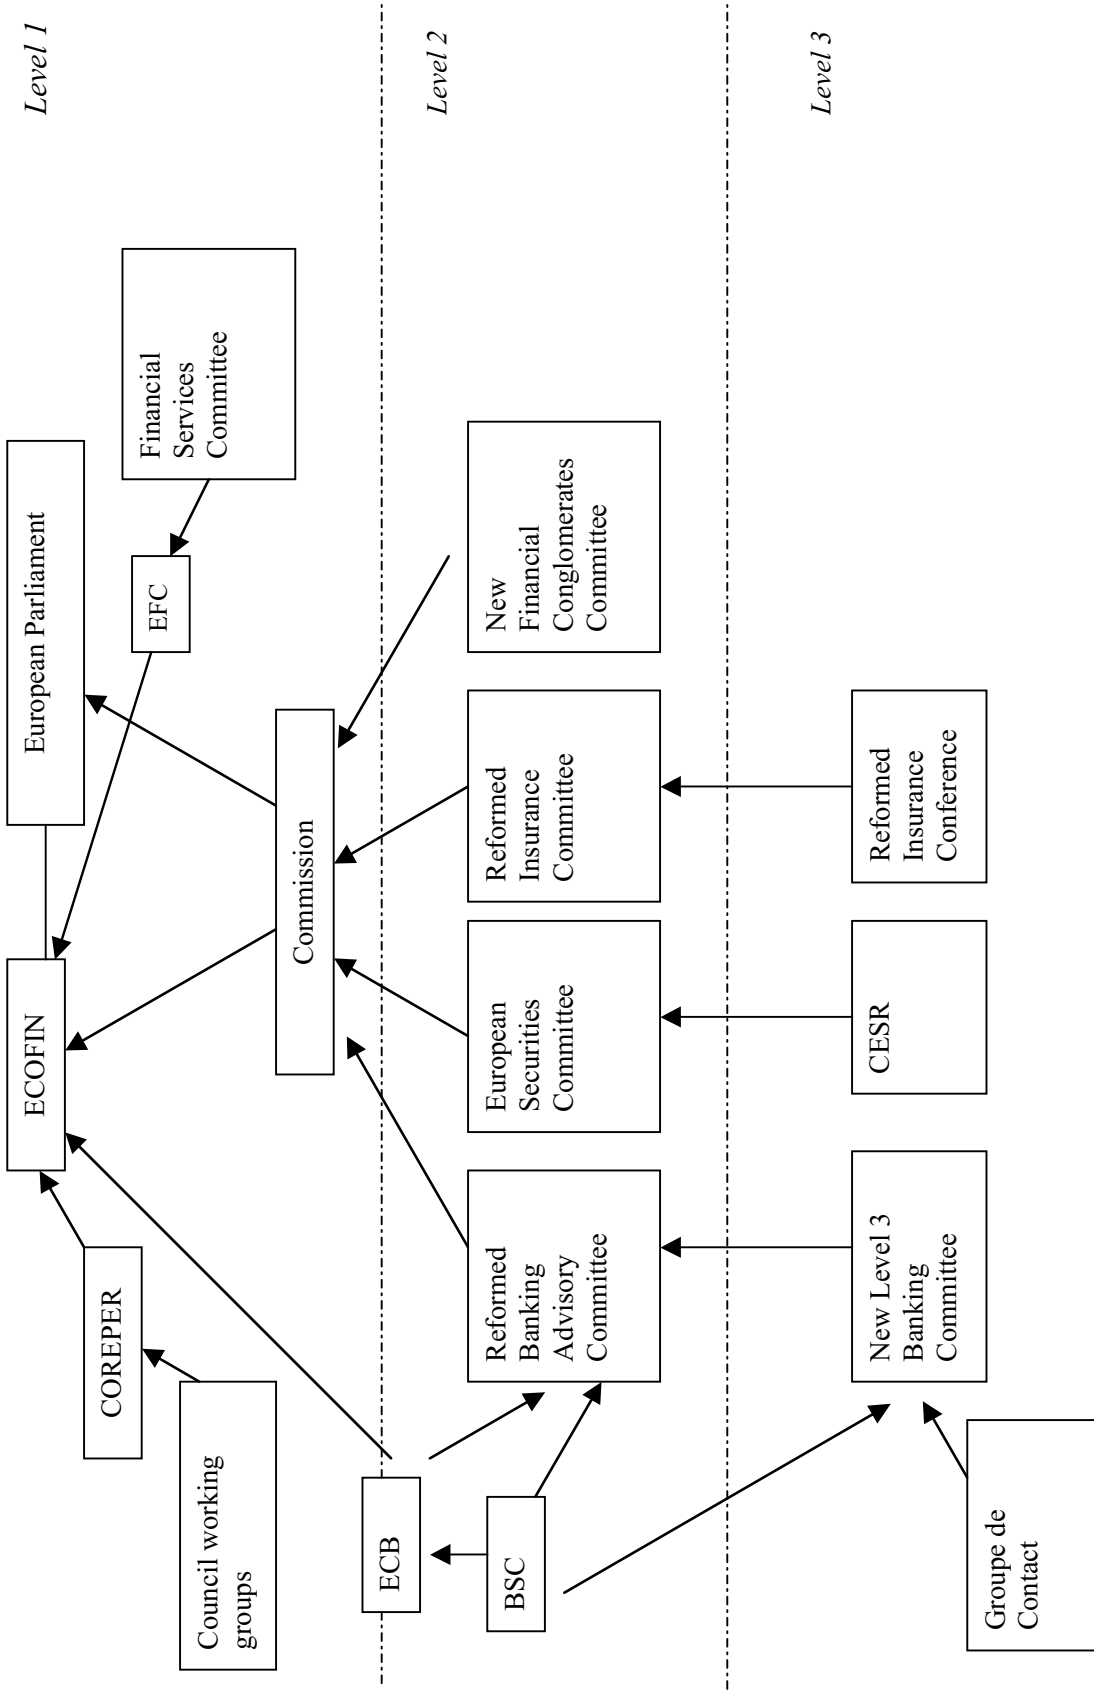 Level 1
ECOFIN
European Parliament
COREPER
EFC
Financial
Services
Committee
Council working
groups
Commission
Level 2
ECB
BSC
Reformed
Banking
Advisory
Committee
European
Securities
Committee
Reformed
Insurance
Committee
New
Financial
Conglomerates
Committee
Level 3
New Level 3
Banking
Committee
CESR
Reformed
Insurance
Conference
Groupe de
Contact